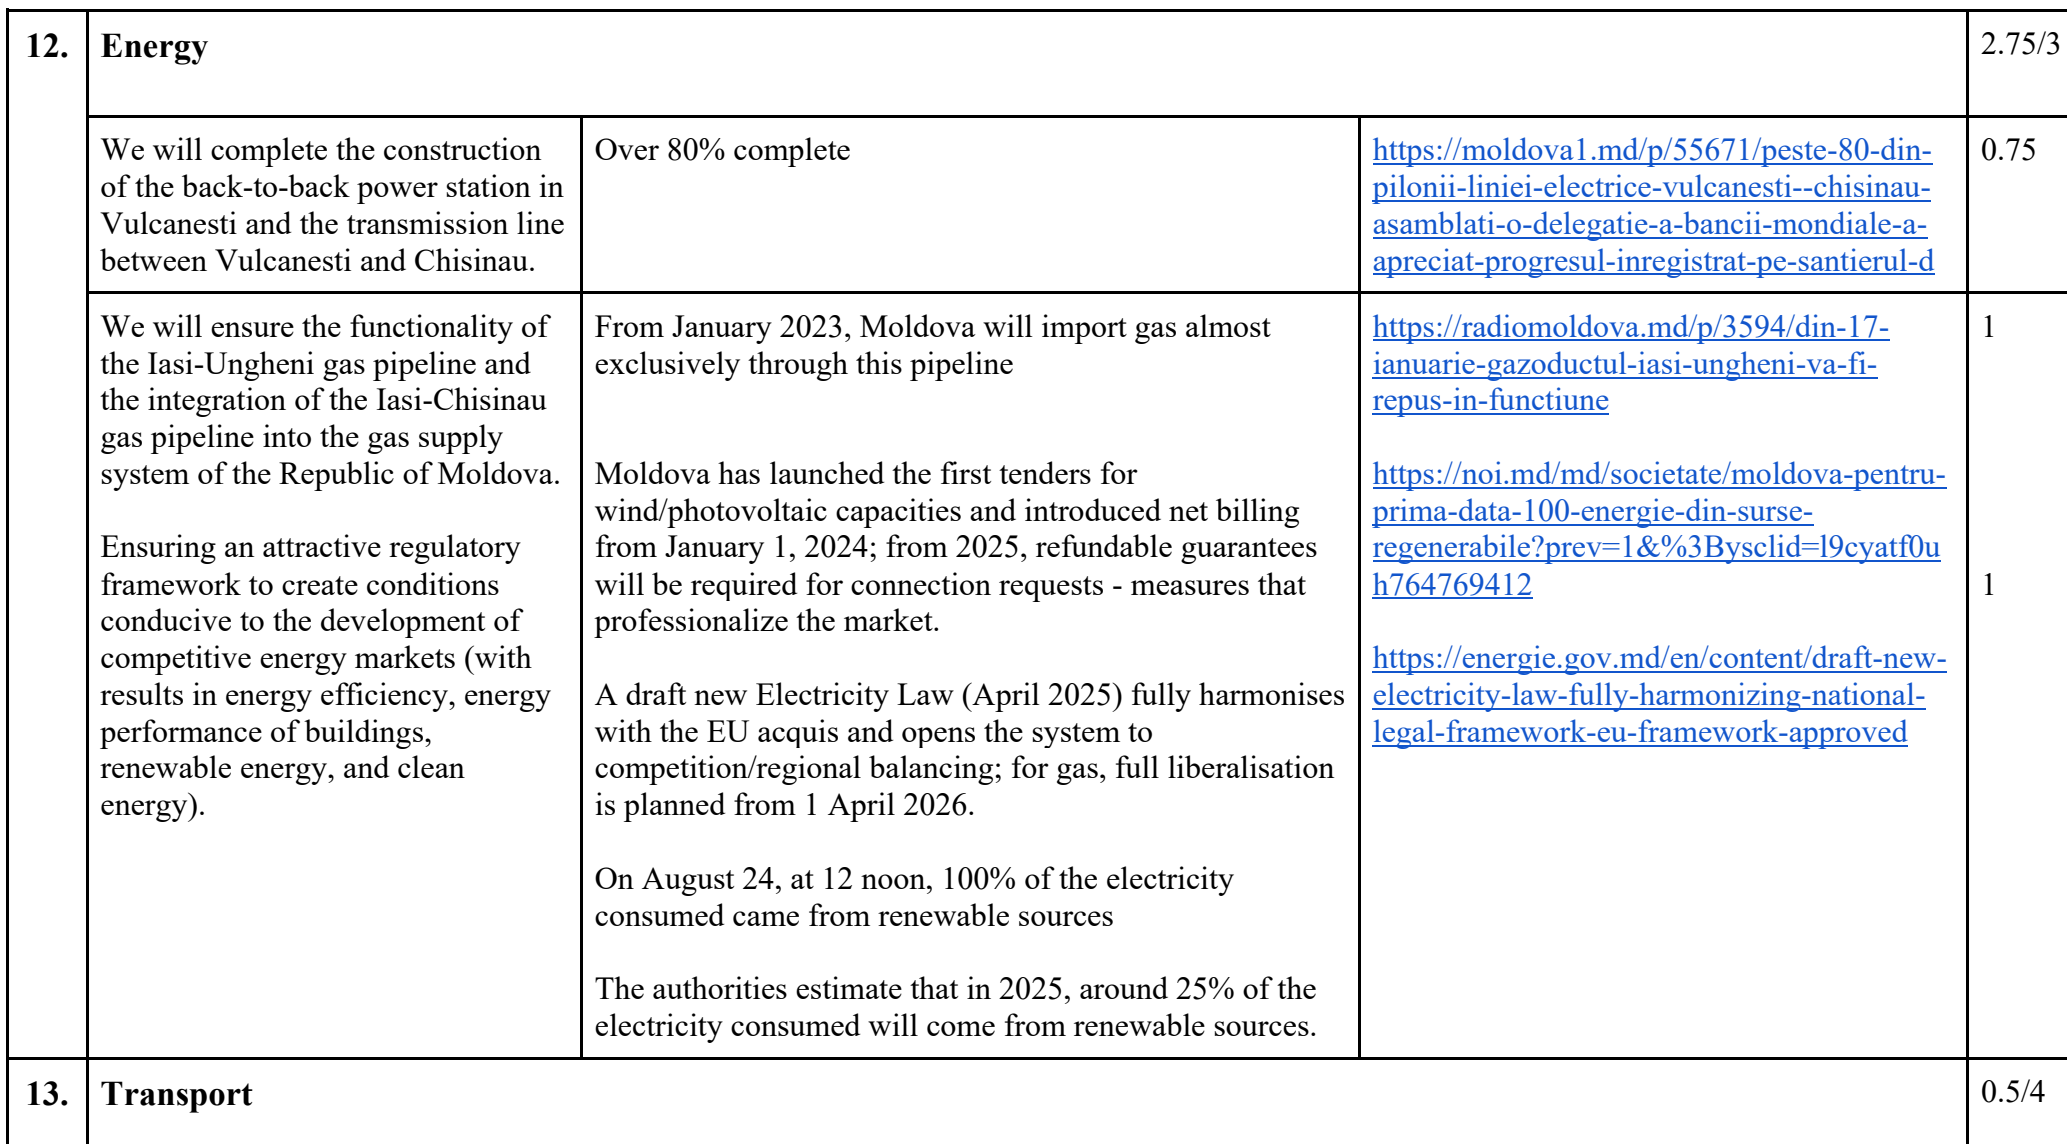 12. Energy 2.75/3
We will complete the construction
of the back-to-back power station in
Vulcanesti and the transmission line
between Vulcanesti and Chisinau.
Over 80% complete
https://moldova1.md/p/55671/peste-80-din-
pilonii-liniei-electrice-vulcanesti--chisinau-
asamblati-o-delegatie-a-bancii-mondiale-a-
apreciat-progresul-inregistrat-pe-santierul-d
0.75
We will ensure the functionality of
the Iasi-Ungheni gas pipeline and
the integration of the Iasi-Chisinau
gas pipeline into the gas supply
system of the Republic of Moldova.
Ensuring an attractive regulatory
framework to create conditions
conducive to the development of
competitive energy markets (with
results in energy efficiency, energy
performance of buildings,
renewable energy, and clean
energy).
From January 2023, Moldova will import gas almost
exclusively through this pipeline
Moldova has launched the first tenders for
wind/photovoltaic capacities and introduced net billing
from January 1, 2024; from 2025, refundable guarantees
will be required for connection requests - measures that
professionalize the market.
A draft new Electricity Law (April 2025) fully harmonises
with the EU acquis and opens the system to
competition/regional balancing; for gas, full liberalisation
is planned from 1 April 2026.
On August 24, at 12 noon, 100% of the electricity
consumed came from renewable sources
The authorities estimate that in 2025, around 25% of the
electricity consumed will come from renewable sources.
https://radiomoldova.md/p/3594/din-17-
ianuarie-gazoductul-iasi-ungheni-va-fi-
repus-in-functiune
https://noi.md/md/societate/moldova-pentru-
prima-data-100-energie-din-surse-
regenerabile?prev=1&%3Bysclid=l9cyatf0u
h764769412
https://energie.gov.md/en/content/draft-new-
electricity-law-fully-harmonizing-national-
legal-framework-eu-framework-approved
1
1
13. Transport 0.5/4